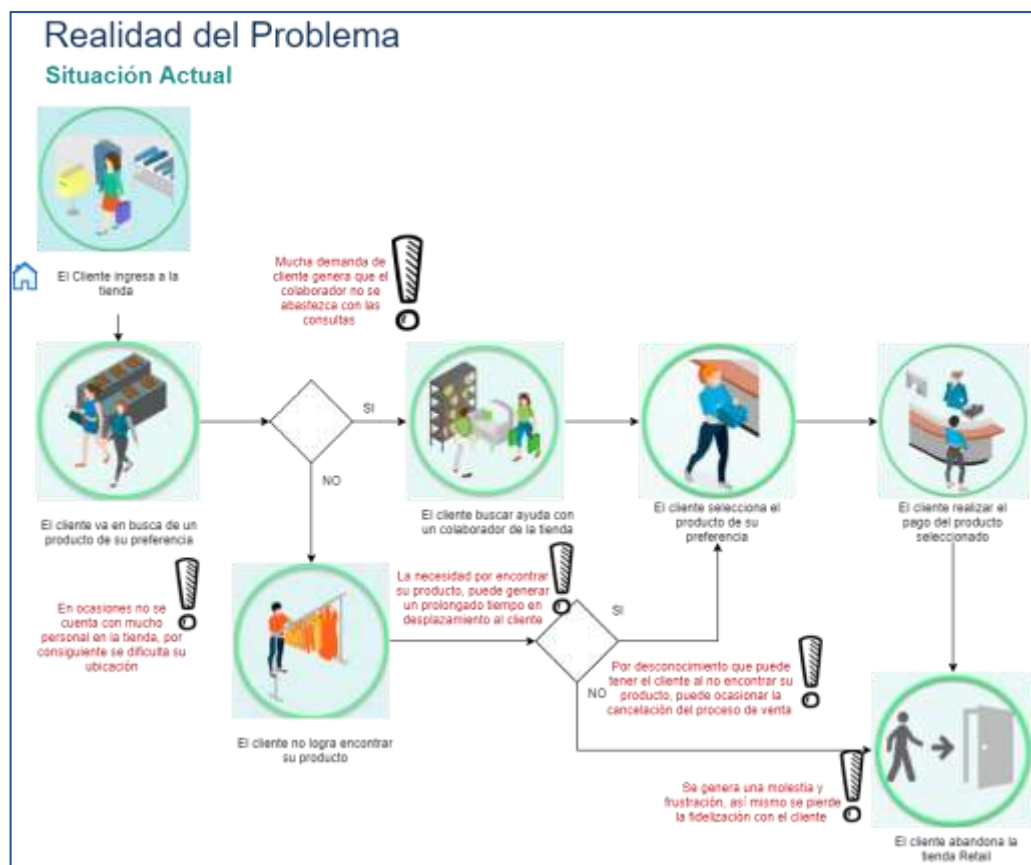 Realidad del Problema
Situación Actual
El Cliente ingresa a la
tienda
Mucha demanda de
cliente genera que el
colaborador no se
abastezca con las
consultas
SI
NO
El cliente va en busca de un
producto de su preferencia
El cliente buscar ayuda con
un colaborador de la tienda
El cliente selecciona el
producto de su
preferencia
El cliente realizar el
pago del producto
seleccionado
En ocasiones no se
cuenta con mucho
personal en la tienda, por
consiguiente se dificulta su
ubicación
La necesidad por encontrar
su producto, puede generar
un prolongado tiempo en
desplazamiento al cliente
SI
NO
Por desconocimiento que puede
tener el cliente al no encontrar su
producto, puede ocasionar la
cancelación del proceso de venta
El cliente no logra encontrar
su producto
Se genera una molestia y
frustración, así mismo se pierde
la fidelización con el cliente
El cliente abandona la
tienda Retail